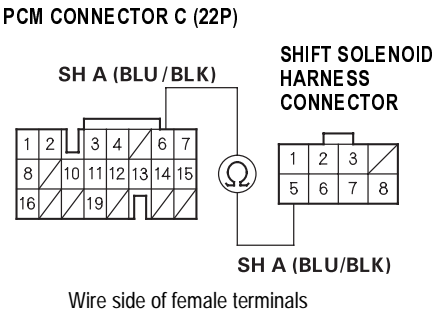 PCM CONNECTOR C (22P)
SH A (BLU/BLK)
SHIFT SOLENOID
HARNESS
CONNECTOR
1 2 3 4 6 7
8 10 11 12 13 14 15
16 19
Ω
1 2 3
5 6 7 8
SH A (BLU/BLK)
Wire side of female terminals